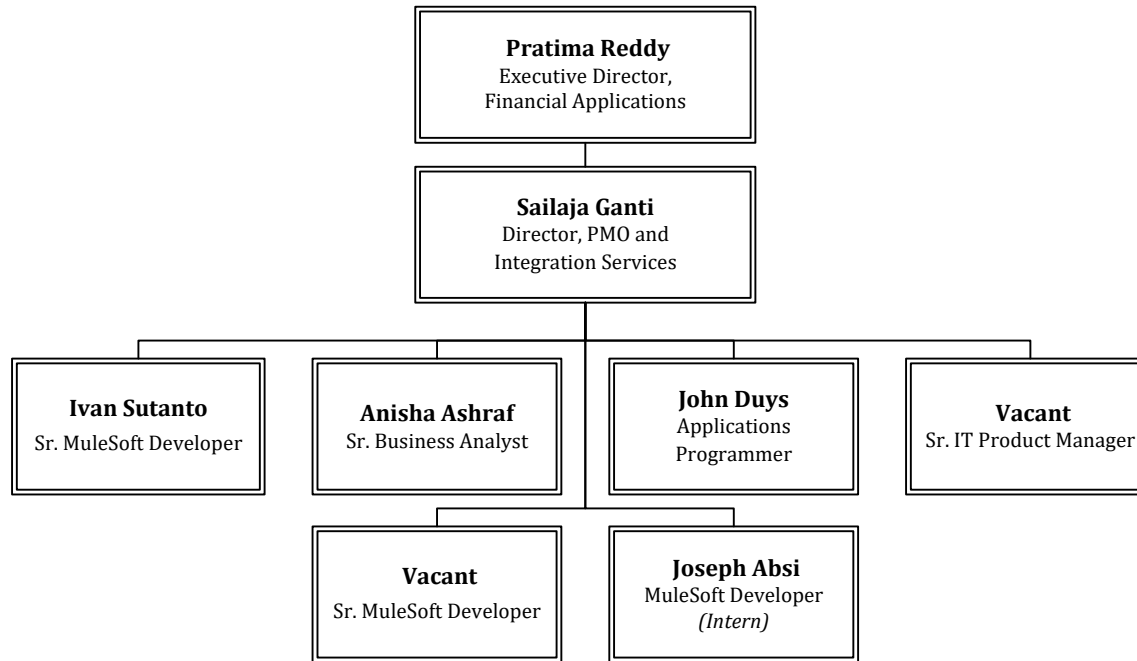 Pratima Reddy
Executive Director,
Financial Applications
Sailaja Ganti
Director, PMO and
Integration Services
Ivan Sutanto
Sr. MuleSoft Developer
Anisha Ashraf
Sr. Business Analyst
John Duys
Applications
Programmer
Vacant
Sr. IT Product Manager
Vacant
Sr. MuleSoft Developer
Joseph Absi
MuleSoft Developer
(Intern)